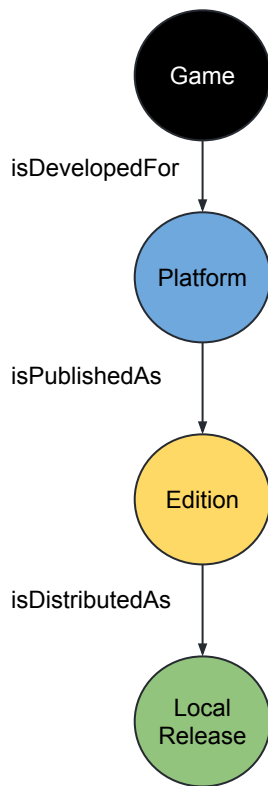 Game
isDevelopedFor
Platform
isPublishedAs
Edition
isDistributedAs
Local
Release